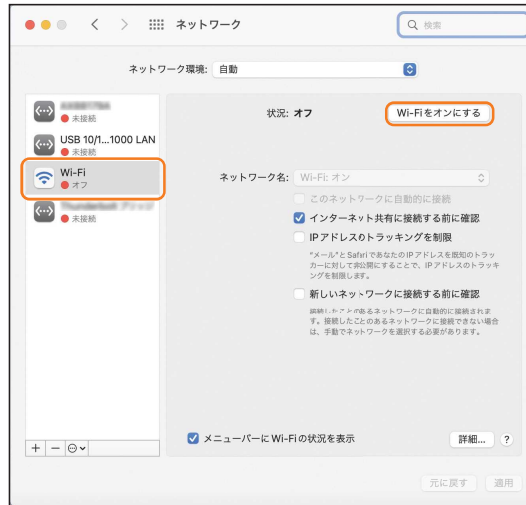 ネットワーク
検索
ネットワーク環境: 自動
未接続
USB 10/1...1000 LAN
未接続
Wi-Fi
オフ
未接続
状況: オフ
Wi-Fiをオンにする
ネットワーク名: Wi-Fi: オン
このネットワークに自動的に接続
インターネット共有に接続する前に確認
IPアドレスのトラッキングを制限
"メール"とSafariであなたのIPアドレスを既知のトラッ
カーに対して非公開にすることで、IPアドレスのトラッキ
ングを制限します。
新しいネットワークに接続する前に確認
接続したことのあるネットワークに自動的に接続されま
す。接続したことのあるネットワークに接続できない場合
は、手動でネットワークを選択する必要があります。
メニューバーにWi-Fiの状況を表示
詳細...
?
元に戻す
適用